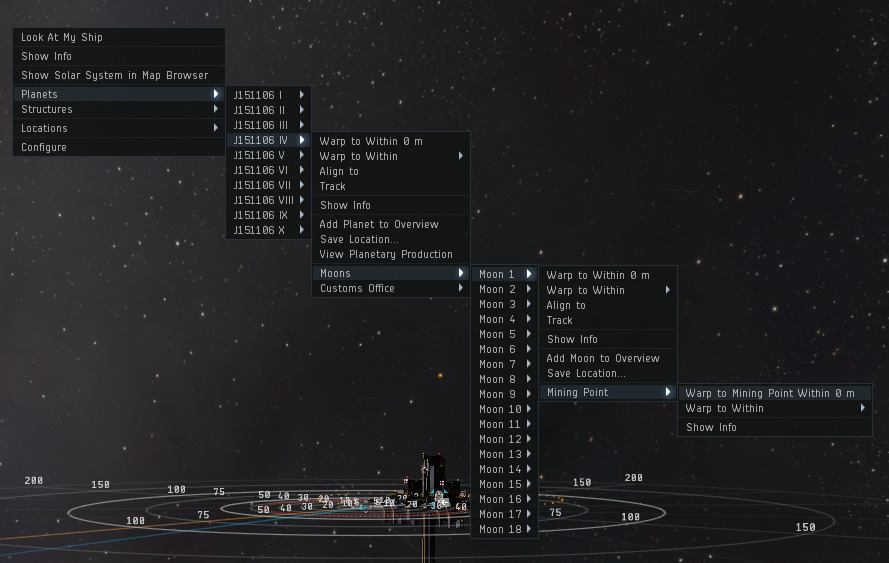 Look At My Ship
Show Info
Show Solar System in Map Browser
Planets
Structures
Locations
Configure
J151106 I
J151106 II
J151106 III
J151106 IV
J151106 V
J151106 VI
J151106 VII
J151106 VIII
J151106 IX
J151106 X
Warp to Within 0 m
Warp to Within
Align to
Track
Show Info
Add Planet to Overview
Save Location...
View Planetary Production
Moons
Customs Office
Moon 1
Moon 2
Moon 3
Moon 4
Moon 5
Moon 6
Moon 7
Moon 8
Moon 9
Moon 10
Moon 11
Moon 12
Moon 13
Moon 14
Moon 15
Moon 16
Moon 17
Moon 18
Warp to Within 0 m
Warp to Within
Align to
Track
Show Info
Add Moon to Overview
Save Location...
Mining Point
Warp to Mining Point Within 0 m
Warp to Within
Show Info
200 150 100 75 50 40 30 20 150 200
100 75 50 40 30 20 30 40 75 100 150